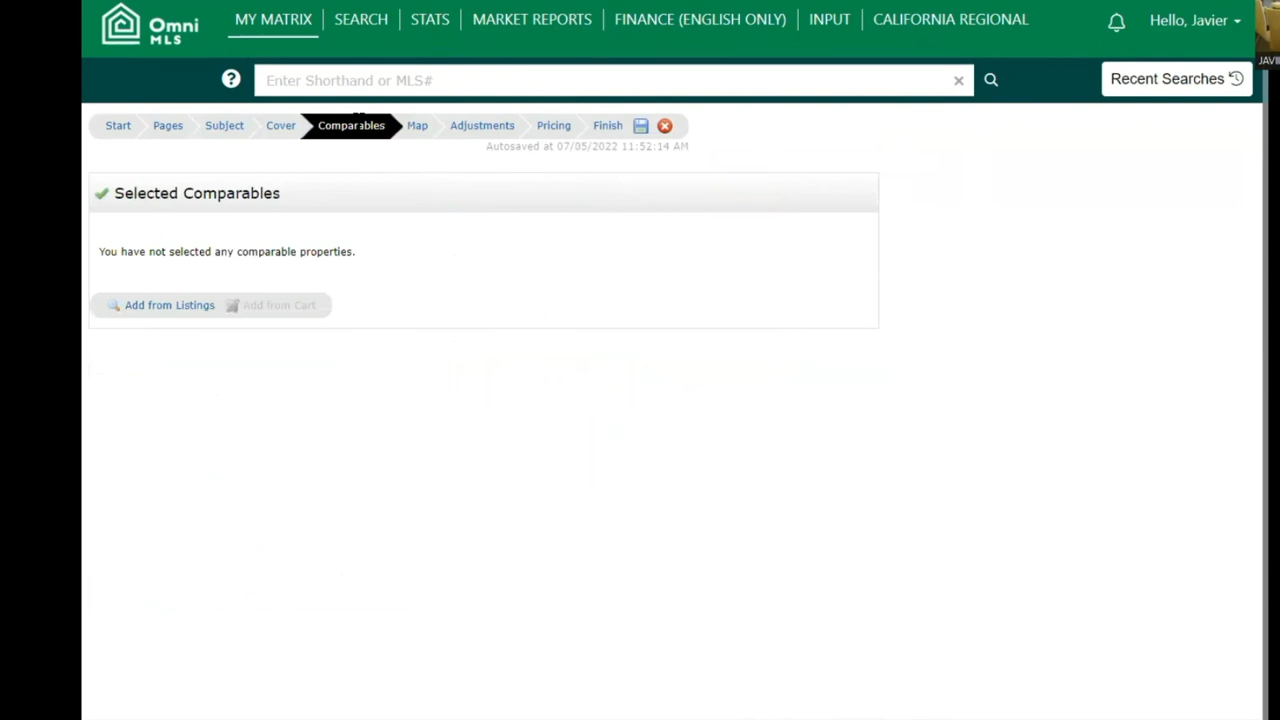 Omni
MLS
MY MATRIX
SEARCH
STATS
MARKET REPORTS
FINANCE (ENGLISH ONLY)
INPUT
CALIFORNIA REGIONAL
Hello, Javier
JAVI
? Enter Shorthand or MLS#
Recent Searches
Start
Pages
Subject
Cover
Comparables
Map
Adjustments
Pricing
Finish
Autosaved at 07/05/2022 11:52:14 AM
Selected Comparables
You have not selected any comparable properties.
Add from Listings
Add from Cart